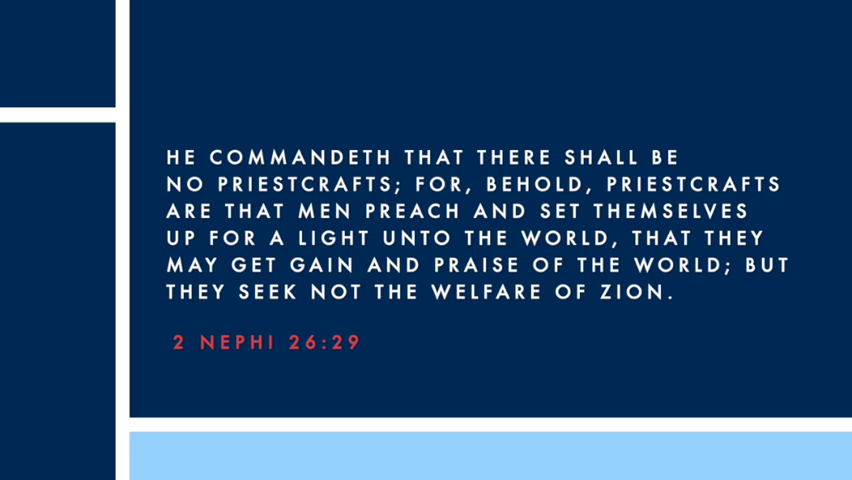 HE COMMANDETH THAT THERE SHALL BE
NO PRIESTCRAFTS; FOR, BEHOLD, PRIESTCRAFTS
ARE THAT MEN PREACH AND SET THEMSELVES
UP FOR A LIGHT UNTO THE WORLD, THAT THEY
MAY GET GAIN AND PRAISE OF THE WORLD; BUT
THEY SEEK NOT THE WELFARE OF ZION.
2 NEPHI 26:29